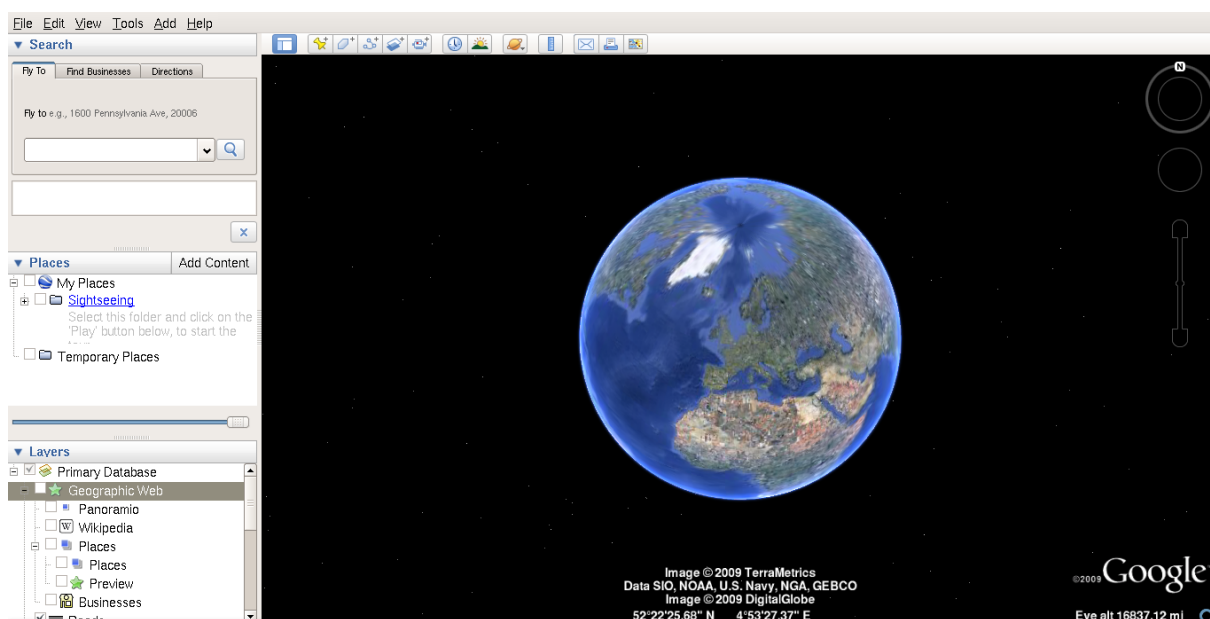 File Edit View Tools Add Help
Search
Fly To Find Businesses Directions
Fly to e.g., 1600 Pennsylvania Ave, 20006
Places Add Content
My Places
Sightseeing
Select this folder and click on the
'Play' button below, to start the
Temporary Places
Layers
Primary Database
Geographic Web
Panoramio
W Wikipedia
Places
Places
Preview
Businesses
N
Image © 2009 TerraMetrics
Data SIO, NOAA, U.S. Navy, NGA, GEBCO
Image © 2009 DigitalGlobe
52°22'25.68" N 4°53'27.37" E
©2009 Google
Eye alt 16837.12 mi